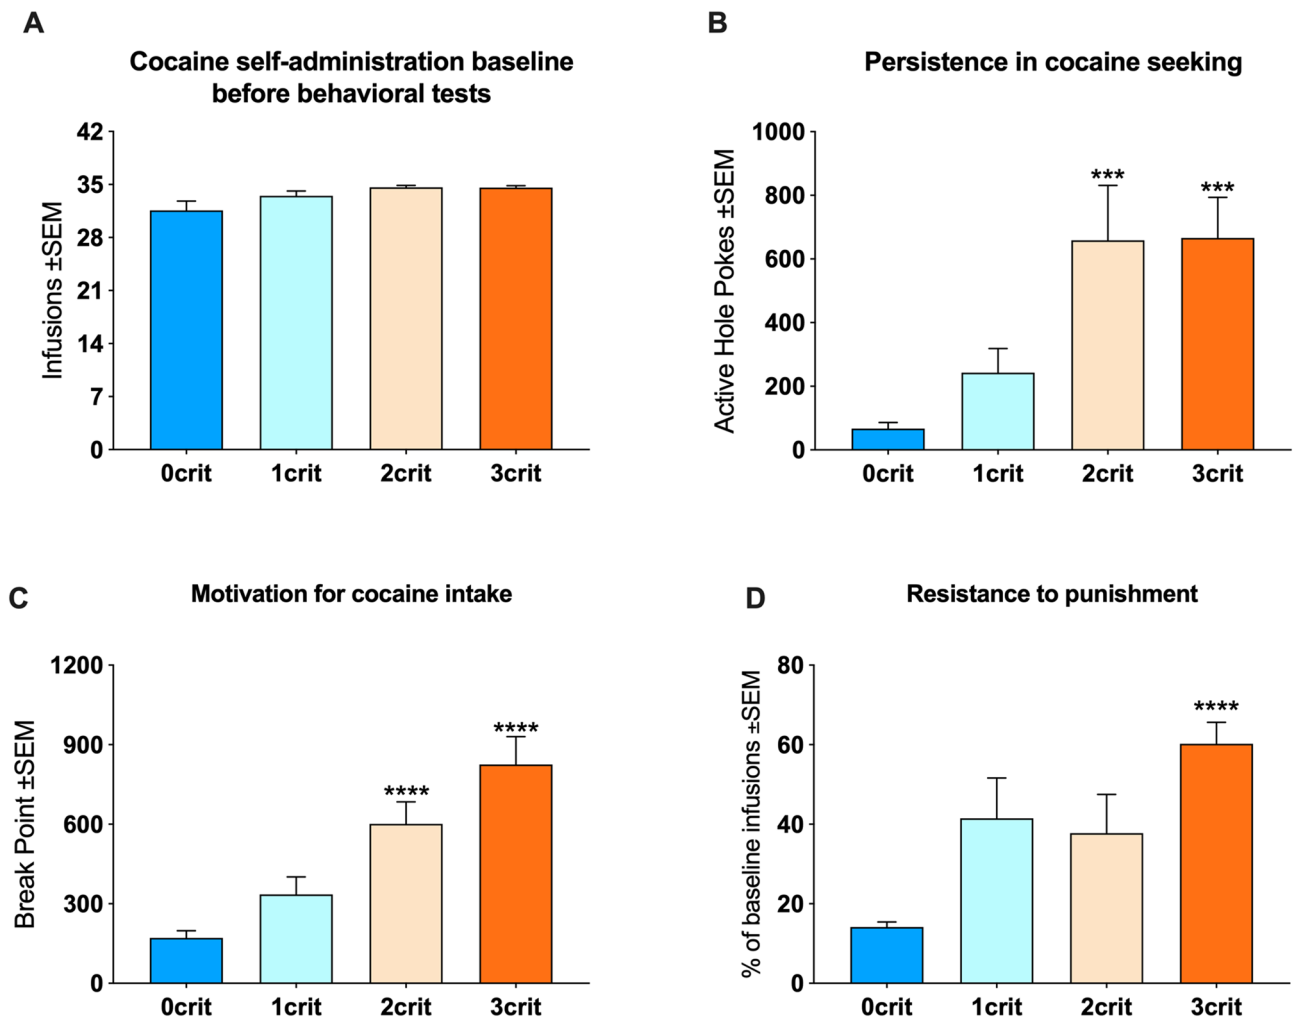 A
Cocaine self-administration baseline
before behavioral tests
Infusions ±SEM
42
35
28
21
14
7
0
0crit 1crit 2crit 3crit
B
Persistence in cocaine seeking
Active Hole Pokes ±SEM
1000
800
600
400
200
0
***
***
0crit 1crit 2crit 3crit
C
Motivation for cocaine intake
Break Point ±SEM
1200
900
600
300
0
****
****
0crit 1crit 2crit 3crit
D
Resistance to punishment
% of baseline infusions ±SEM
80
60
40
20
0
****
0crit 1crit 2crit 3crit